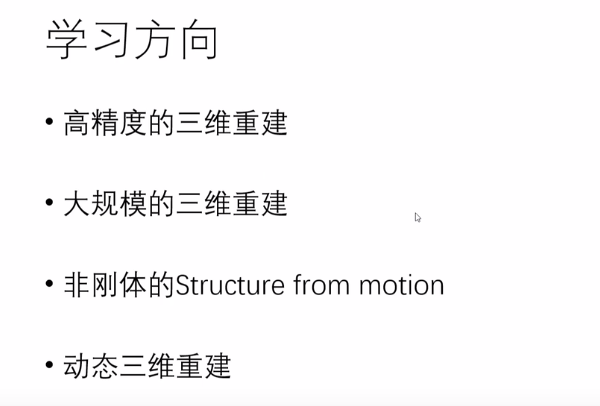 学习方向
• 高精度的三维重建
• 大规模的三维重建
• 非刚体的Structure from motion
• 动态三维重建